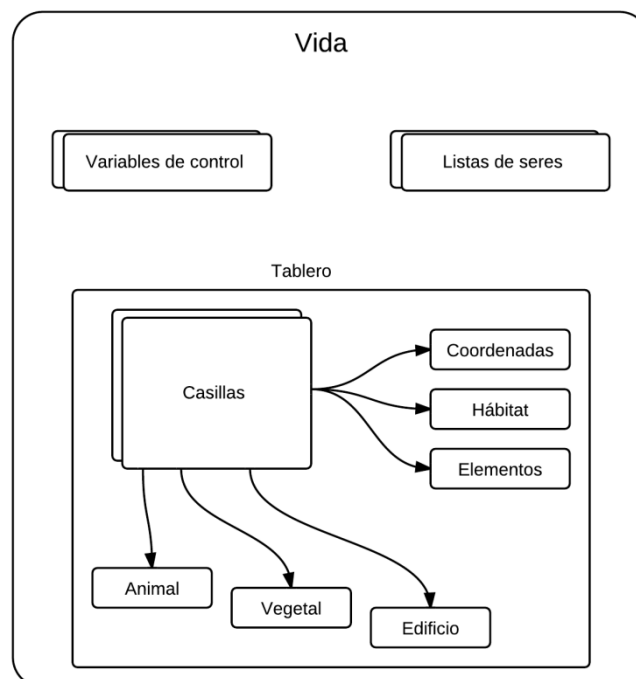 Vida
Variables de control
Listas de seres
Tablero
Casillas
Coordenadas
Hábitat
Elementos
Animal
Vegetal
Edificio